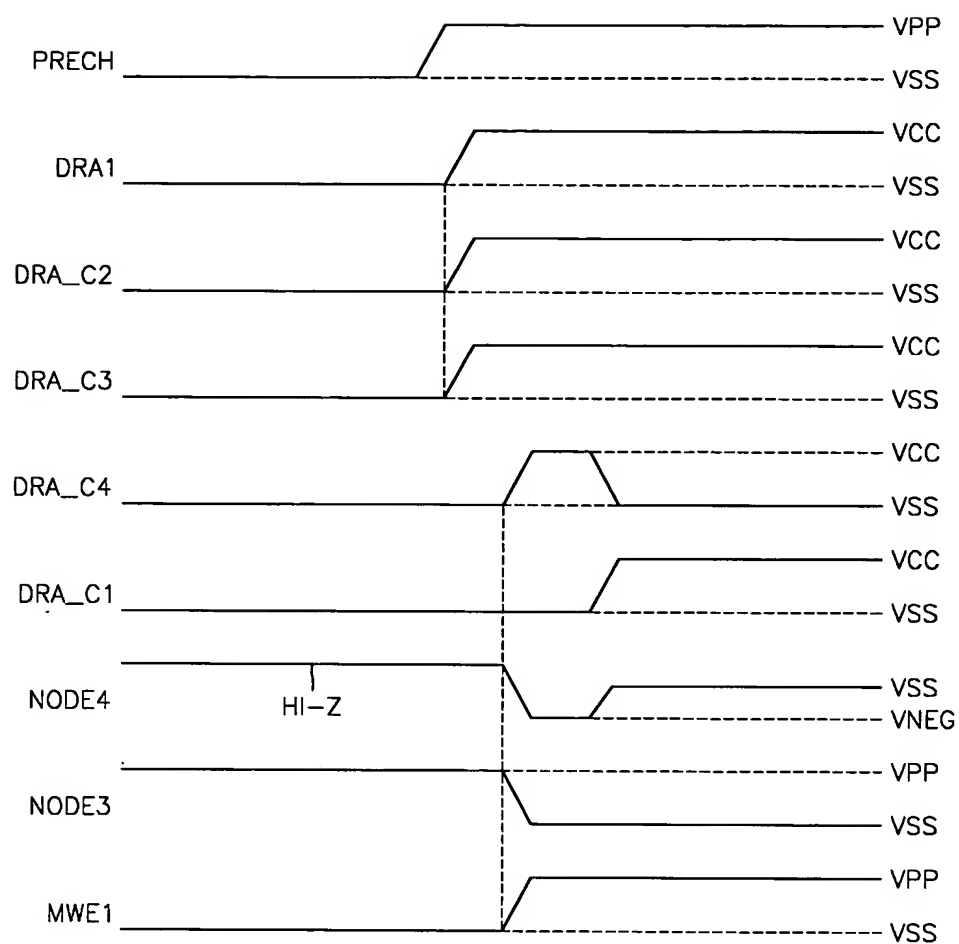 VPP
PRECH
VSS
VCC
DRA1
VSS
VCC
DRA_C2
VSS
VCC
DRA_C3
VSS
VCC
DRA_C4
VSS
VCC
DRA_C1
VSS
VSS
NODE4
HI-Z
VNEG
VPP
NODE3
VSS
VPP
MWE1
VSS